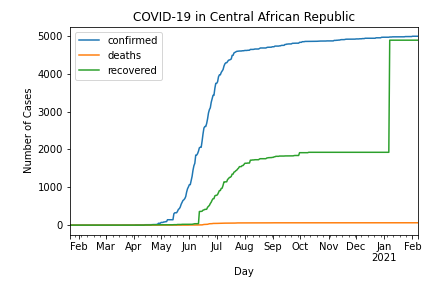 COVID-19 in Central African Republic
confirmed
deaths
recovered
Number of Cases
5000
4000
3000
2000
1000
0
Feb Mar Apr May Jun Jul Aug Sep Oct Nov Dec Jan Feb
2021
Day